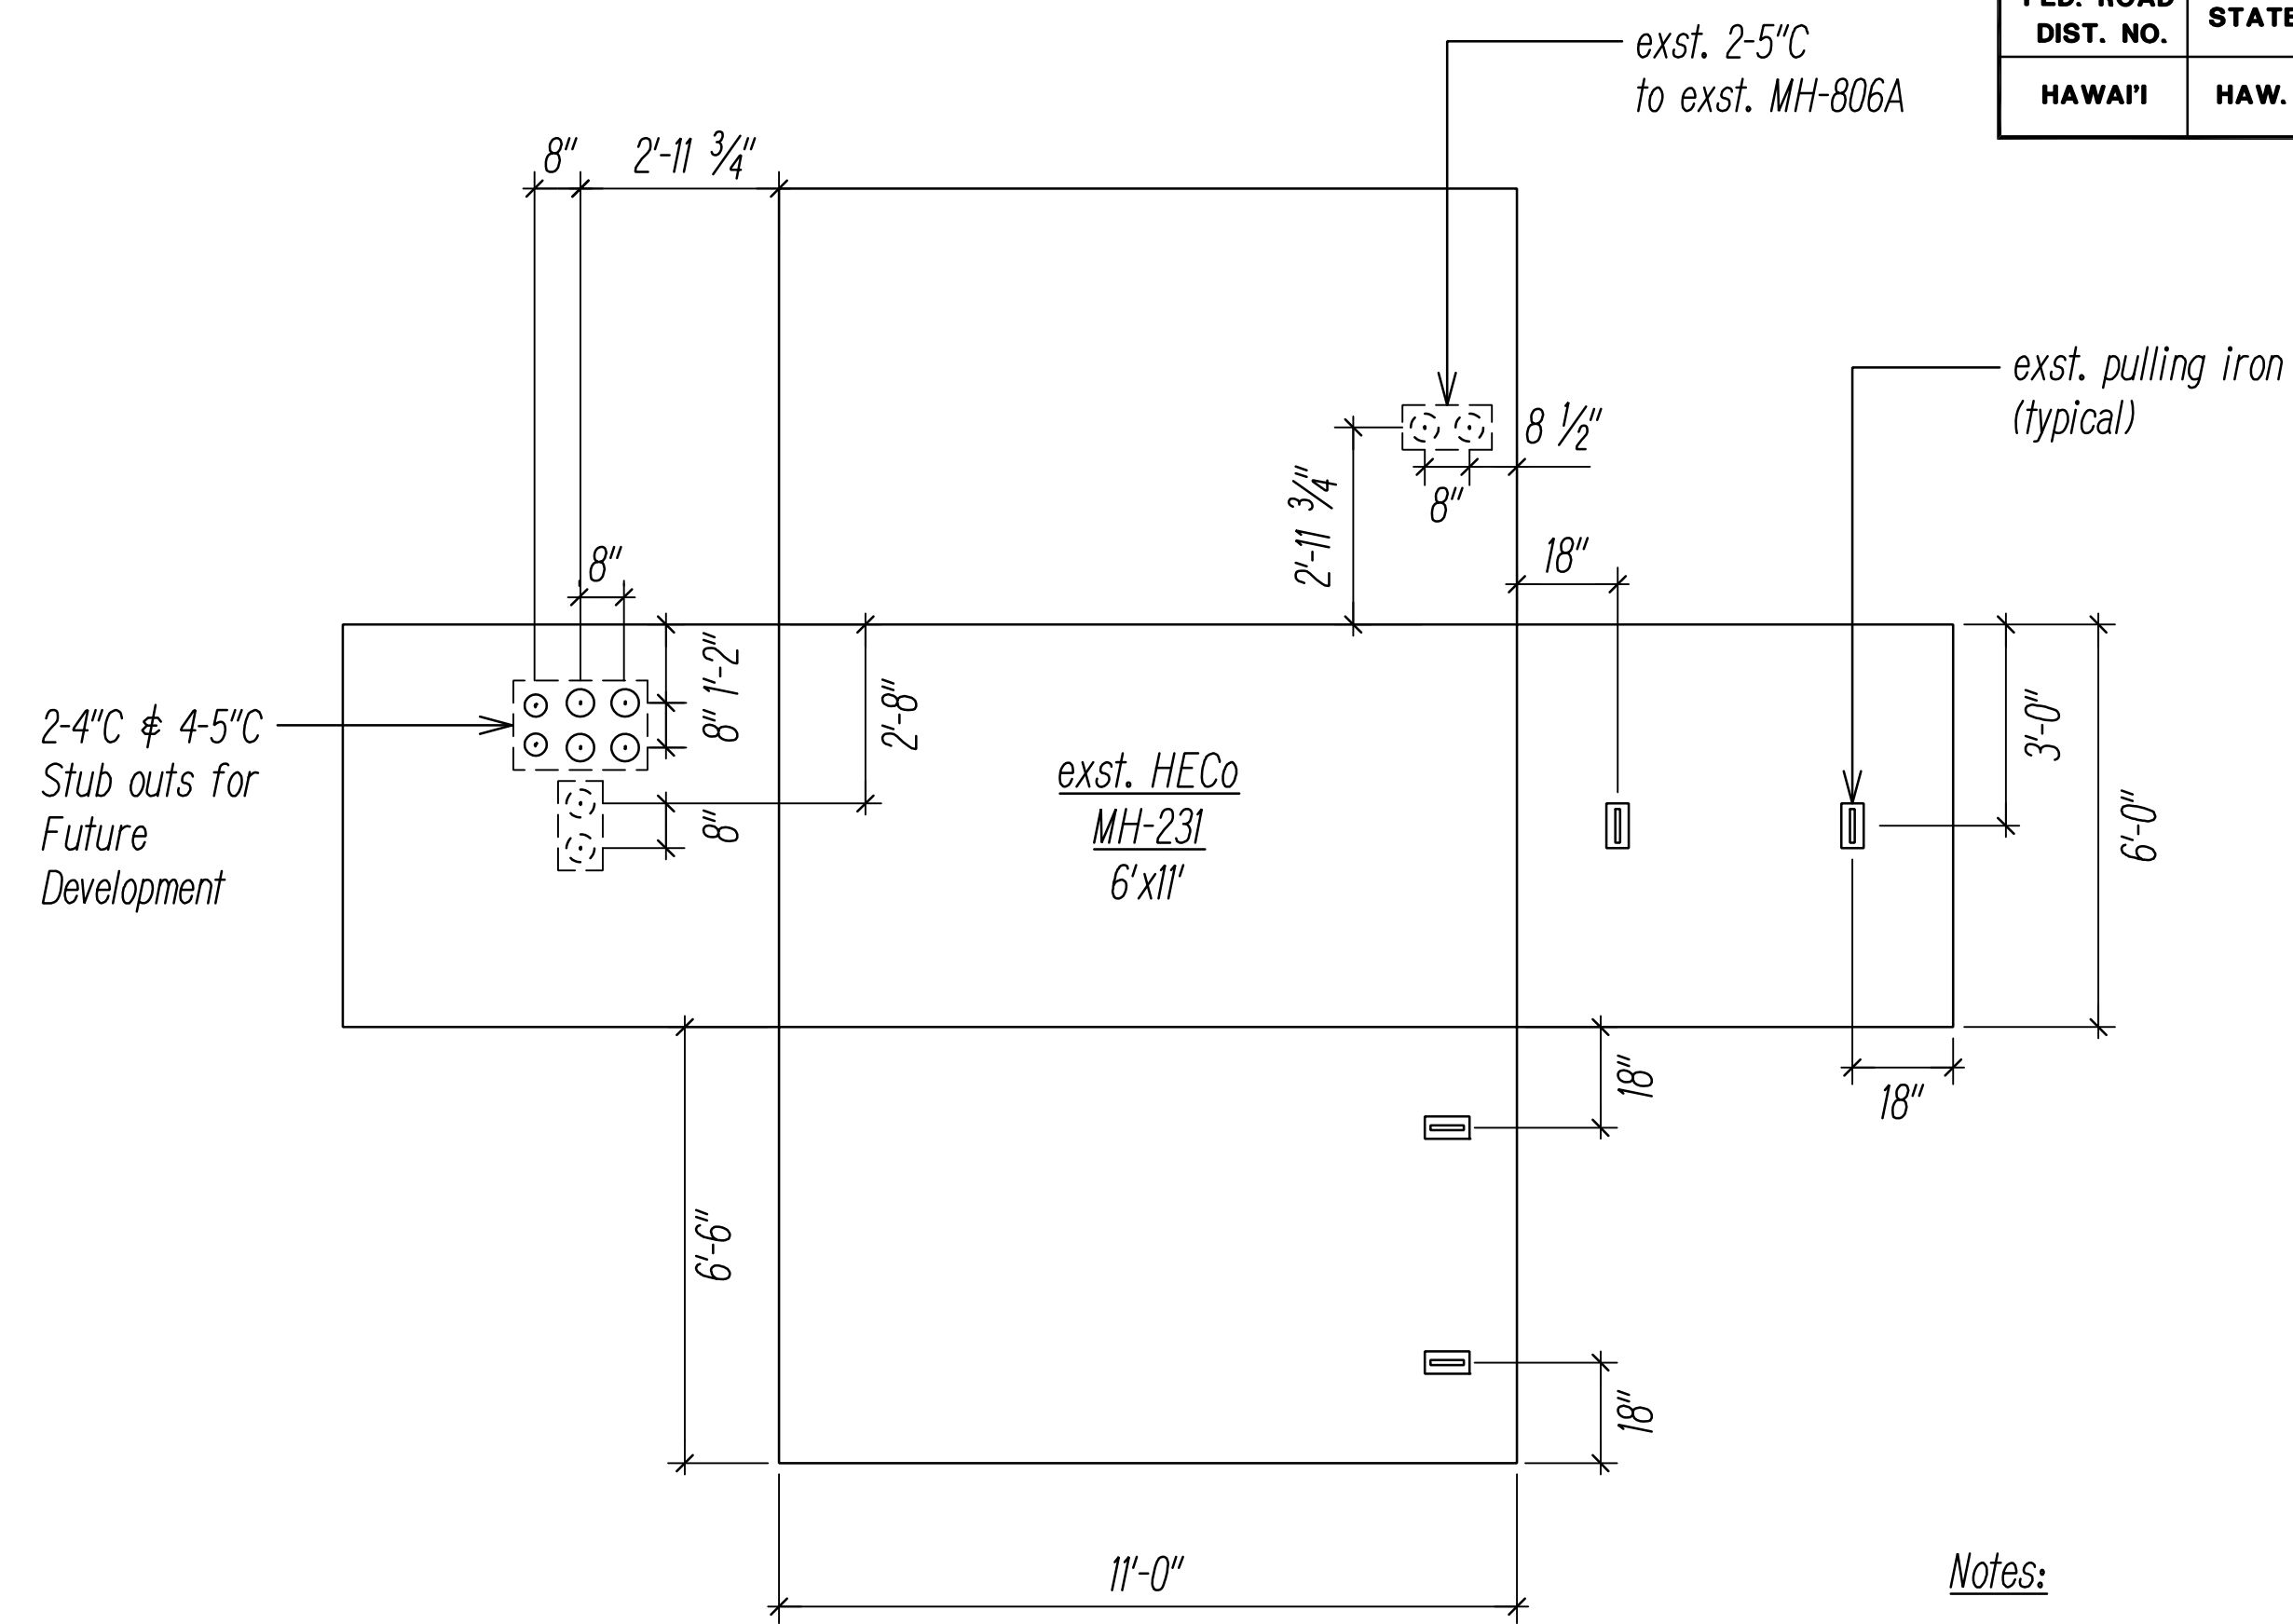 FED. ROAD
DIST. NO.
STATE
HAWAI'I
HAW.
exst. 2-5"C
to exst. MH-806A
8"
2'-11 3/4"
8 1/2"
8"
2'-11 3/4"
exst. pulling iron
(typical)
18"
8"
1'-2"
8"
2'-8"
8"
2-4"C & 4-5"C
Stub outs for
Future
Development
exst. HECo
MH-231
6'x11'
3'-0"
6'-0"
18"
18"
6'-6"
18"
11'-0"
Notes: